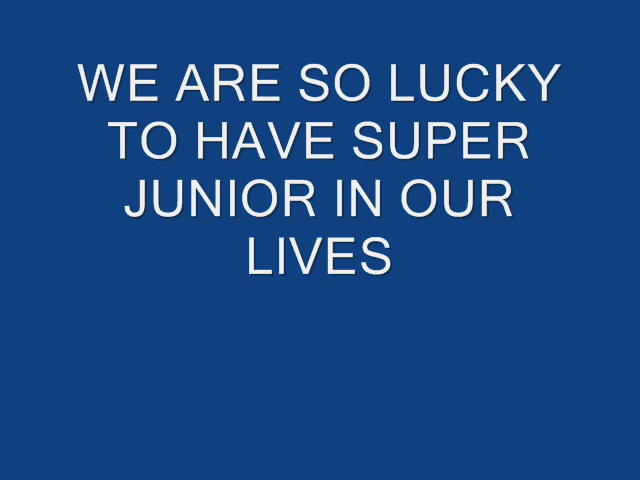 WE ARE SO LUCKY
TO HAVE SUPER
JUNIOR IN OUR
LIVES